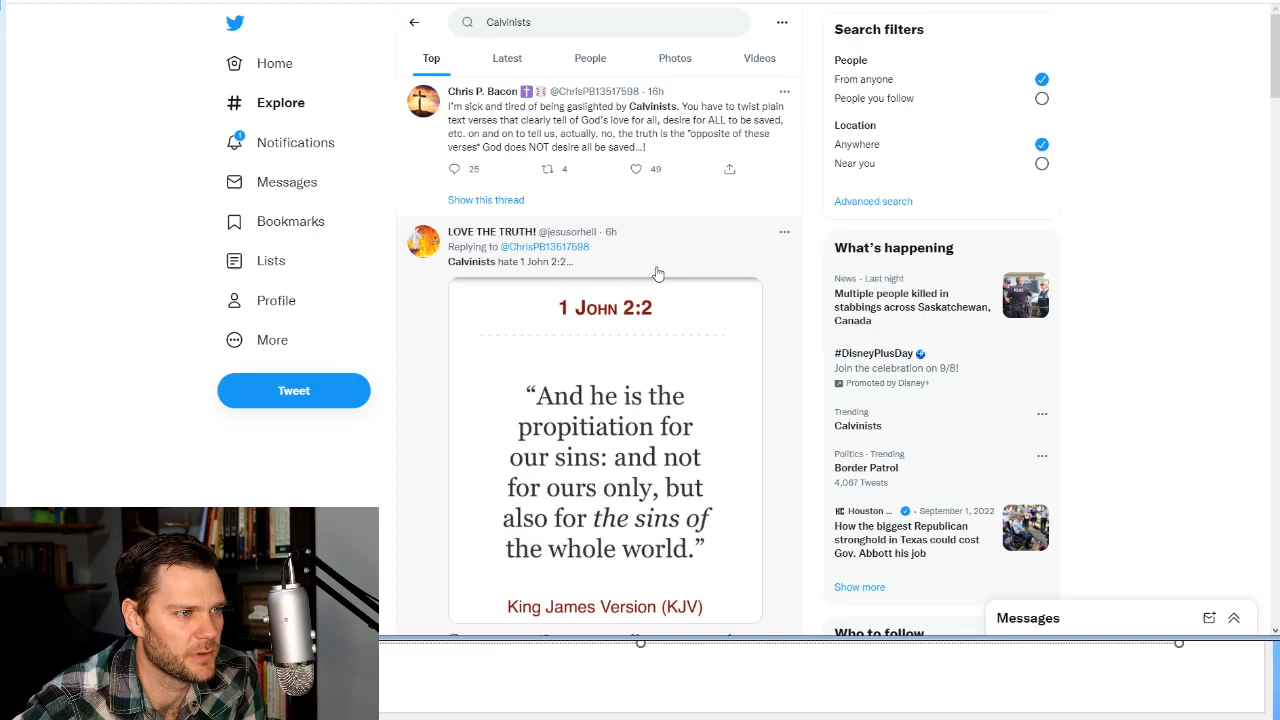 Calvinists
Top
Latest
People
Photos
Videos
Home
Explore
1
Notifications
Messages
Bookmarks
Lists
Profile
More
Tweet
Chris P. Bacon @ChrisPB13517598 · 16h
I'm sick and tired of being gaslighted by Calvinists. You have to twist plain
text verses that clearly tell of God's love for all, desire for ALL to be saved,
etc. on and on to tell us, actually, no, the truth is the "opposite of these
verses" God does NOT desire all be saved...!
25
4
49
Show this thread
LOVE THE TRUTH! @jesusorhell · 6h
Replying to @ChrisPB13517598
Calvinists hate 1 John 2:2...
1 JOHN 2:2
“And he is the
propitiation for
our sins: and not
for ours only, but
also for the sins of
the whole world.”
King James Version (KJV)
Search filters
People
From anyone
People you follow
Location
Anywhere
Near you
Advanced search
What's happening
News · Last night
Multiple people killed in
stabbings across Saskatchewan,
Canada
#DisneyPlusDay
Join the celebration on 9/8!
Promoted by Disney+
Trending
Calvinists
Politics · Trending
Border Patrol
4,067 Tweets
Houston ... · September 1, 2022
How the biggest Republican
stronghold in Texas could cost
Gov. Abbott his job
Show more
Who to follow
Messages